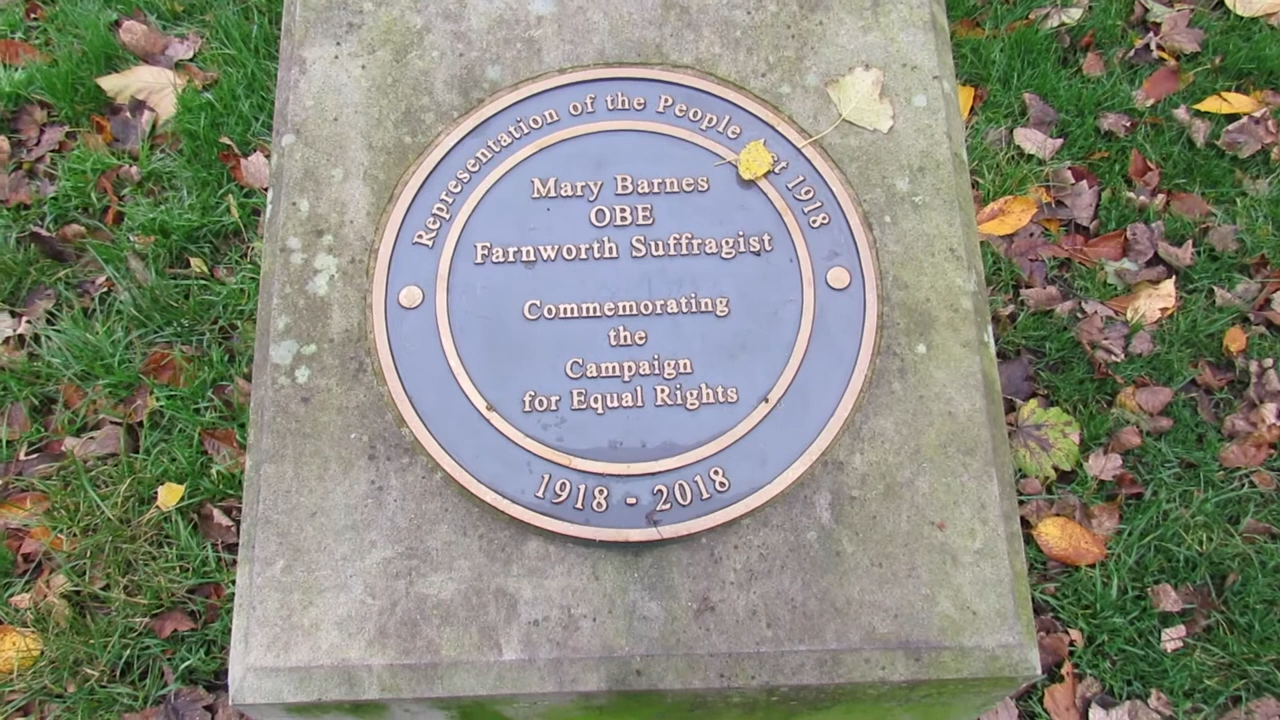 Representation of the People 1918
Mary Barnes
OBE
Farnworth Suffragist
Commemorating
the
Campaign
for Equal Rights
1918 - 2018